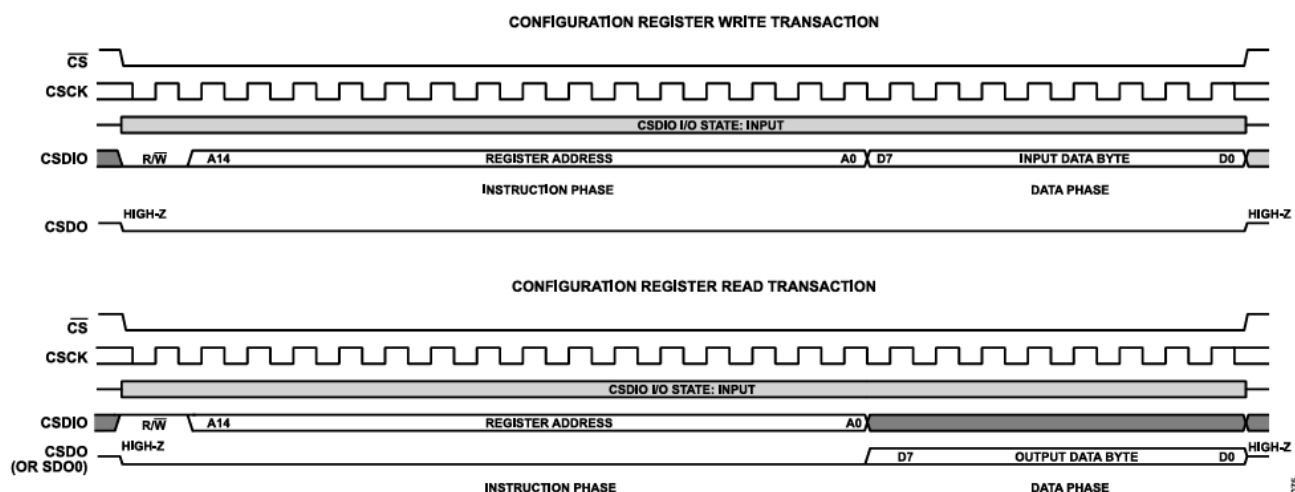 CONFIGURATION REGISTER WRITE TRANSACTION
CS
CSCK
CSDIO I/O STATE: INPUT
CSDIO R/W A14 REGISTER ADDRESS A0 D7 INPUT DATA BYTE D0
INSTRUCTION PHASE DATA PHASE
HIGH-Z HIGH-Z
CSDO
CONFIGURATION REGISTER READ TRANSACTION
CS
CSCK
CSDIO I/O STATE: INPUT
CSDIO R/W A14 REGISTER ADDRESS A0
CSDO HIGH-Z D7 OUTPUT DATA BYTE D0 HIGH-Z
(OR SDO0)
INSTRUCTION PHASE DATA PHASE